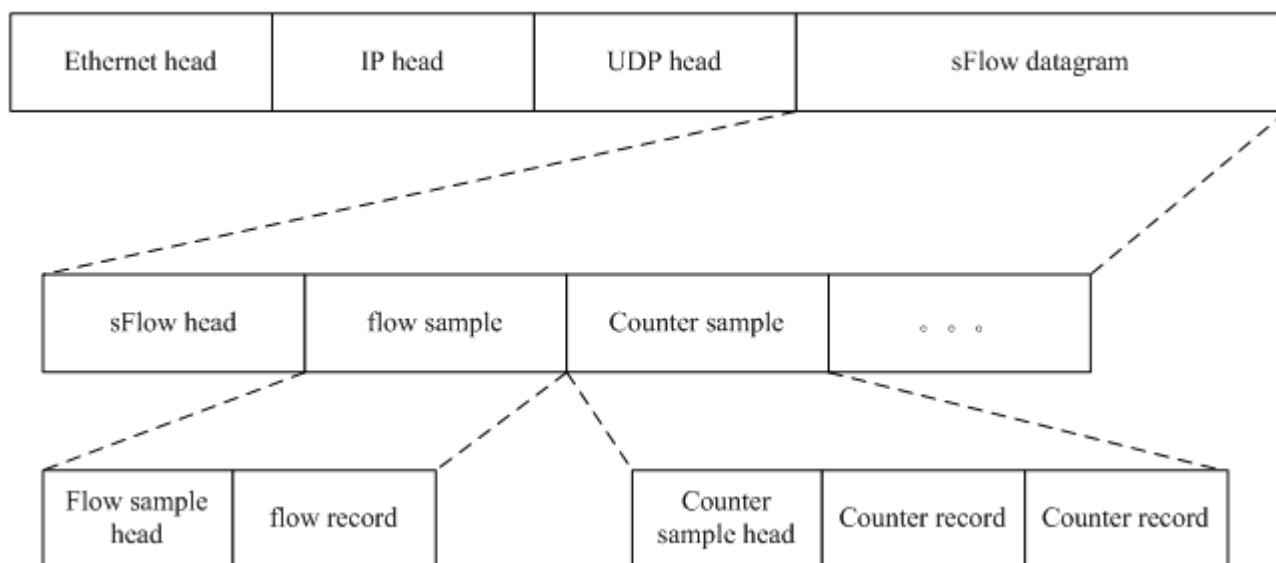 Ethernet head
IP head
UDP head
sFlow datagram
sFlow head
flow sample
Counter sample
。。。
Flow sample
head
flow record
Counter
sample head
Counter record
Counter record